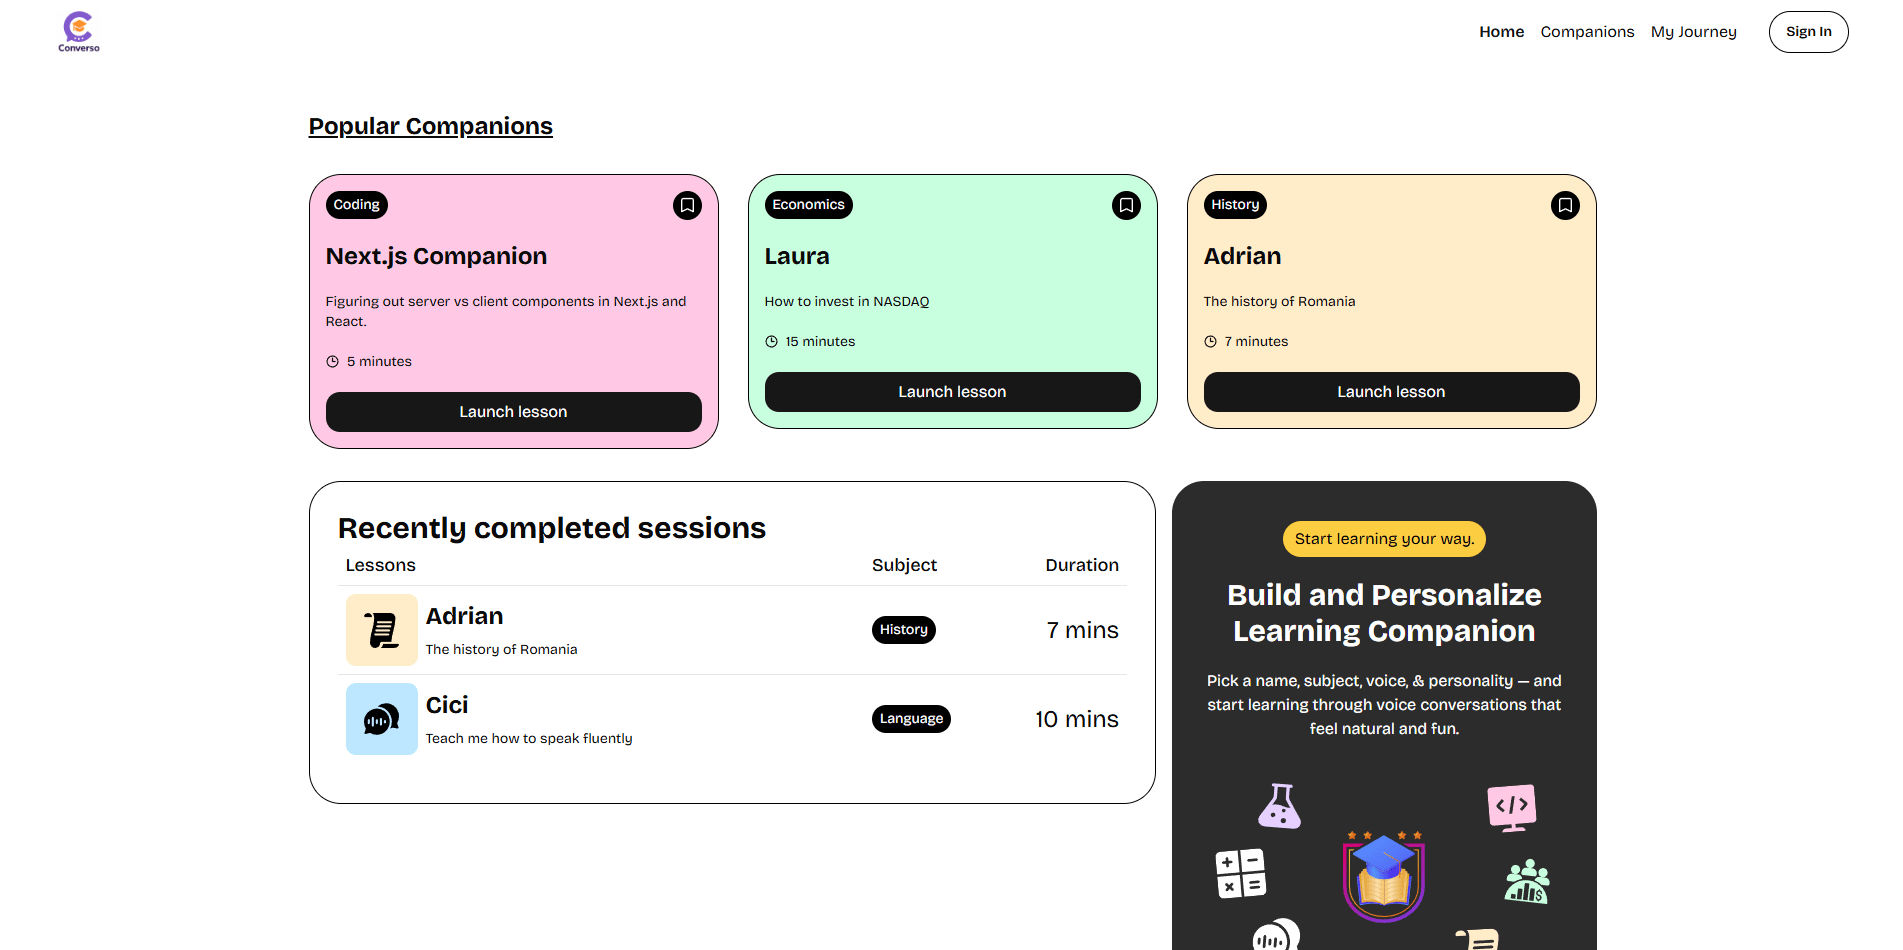 Converso
Home Companions My Journey Sign In
Popular Companions
Coding
Next.js Companion
Figuring out server vs client components in Next.js and
React.
5 minutes
Launch lesson
Economics
Laura
How to invest in NASDAQ
15 minutes
Launch lesson
History
Adrian
The history of Romania
7 minutes
Launch lesson
Recently completed sessions
Lessons Subject Duration
Adrian
The history of Romania
History
7 mins
Cici
Teach me how to speak fluently
Language
10 mins
Start learning your way.
Build and Personalize
Learning Companion
Pick a name, subject, voice, & personality — and
start learning through voice conversations that
feel natural and fun.